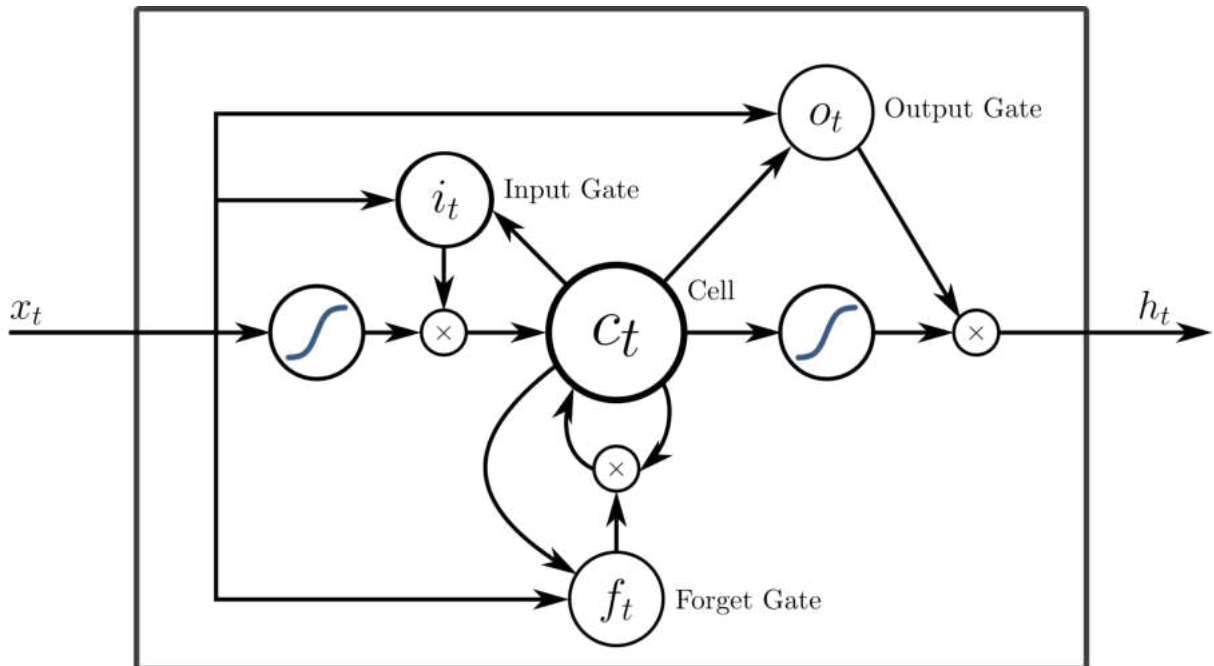 o_t Output Gate
i_t Input Gate
x_t
Cell
c_t
×
×
h_t
×
f_t Forget Gate